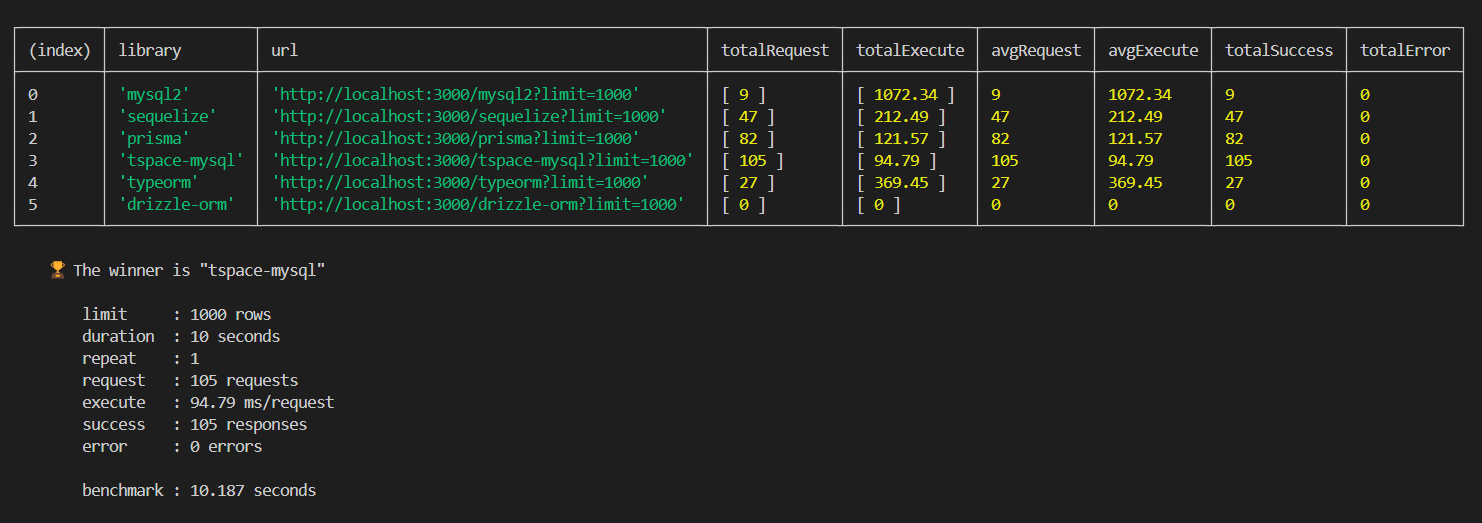 (index) library url totalRequest totalExecute avgRequest avgExecute totalSuccess totalError
0 'mysql2' 'http://localhost:3000/mysql2?limit=1000' [ 9 ] [ 1072.34 ] 9 1072.34 9 0
1 'sequelize' 'http://localhost:3000/sequelize?limit=1000' [ 47 ] [ 212.49 ] 47 212.49 47 0
2 'prisma' 'http://localhost:3000/prisma?limit=1000' [ 82 ] [ 121.57 ] 82 121.57 82 0
3 'tspace-mysql' 'http://localhost:3000/tspace-mysql?limit=1000' [ 105 ] [ 94.79 ] 105 94.79 105 0
4 'typeorm' 'http://localhost:3000/typeorm?limit=1000' [ 27 ] [ 369.45 ] 27 369.45 27 0
5 'drizzle-orm' 'http://localhost:3000/drizzle-orm?limit=1000' [ 0 ] [ 0 ] 0 0 0 0
🏆 The winner is "tspace-mysql"
limit : 1000 rows
duration : 10 seconds
repeat : 1
request : 105 requests
execute : 94.79 ms/request
success : 105 responses
error : 0 errors
benchmark : 10.187 seconds